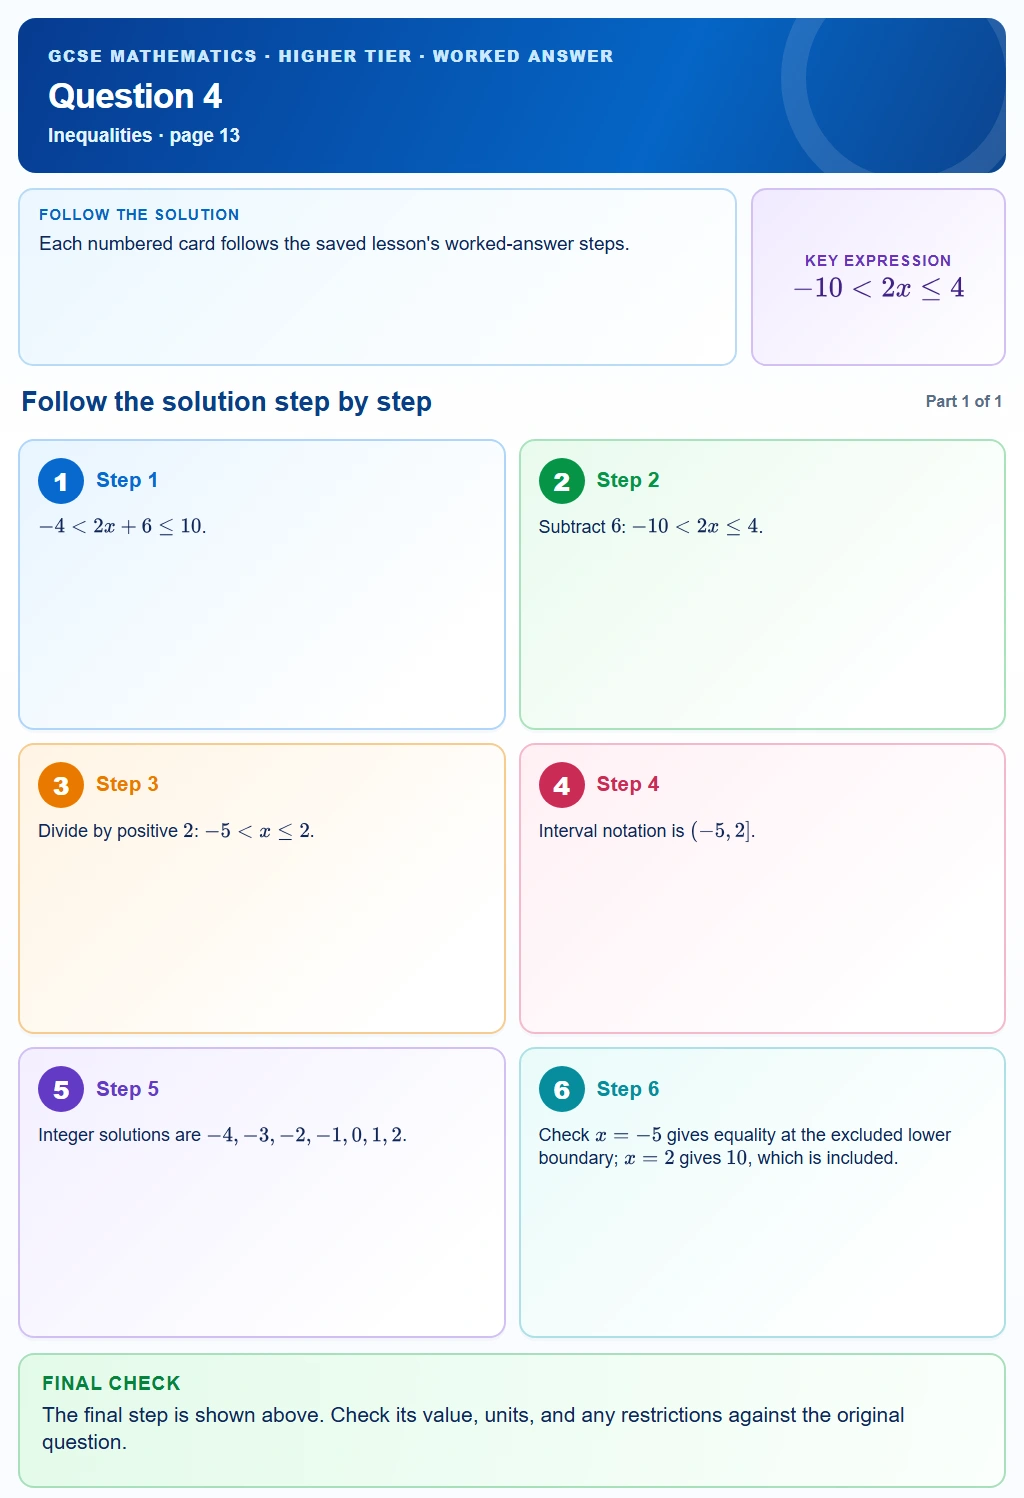 GCSE MATHEMATICS · HIGHER TIER · WORKED ANSWER
Question 4
Inequalities · page 13
FOLLOW THE SOLUTION
Each numbered card follows the saved lesson's worked-answer steps.
KEY EXPRESSION
−10 < 2x ≤ 4
Follow the solution step by step
Part 1 of 1
1 Step 1
−4 < 2x + 6 ≤ 10.
2 Step 2
Subtract 6: −10 < 2x ≤ 4.
3 Step 3
Divide by positive 2: −5 < x ≤ 2.
4 Step 4
Interval notation is (−5, 2].
5 Step 5
Integer solutions are −4, −3, −2, −1, 0, 1, 2.
6 Step 6
Check x = −5 gives equality at the excluded lower
boundary; x = 2 gives 10, which is included.
FINAL CHECK
The final step is shown above. Check its value, units, and any restrictions against the original
question.